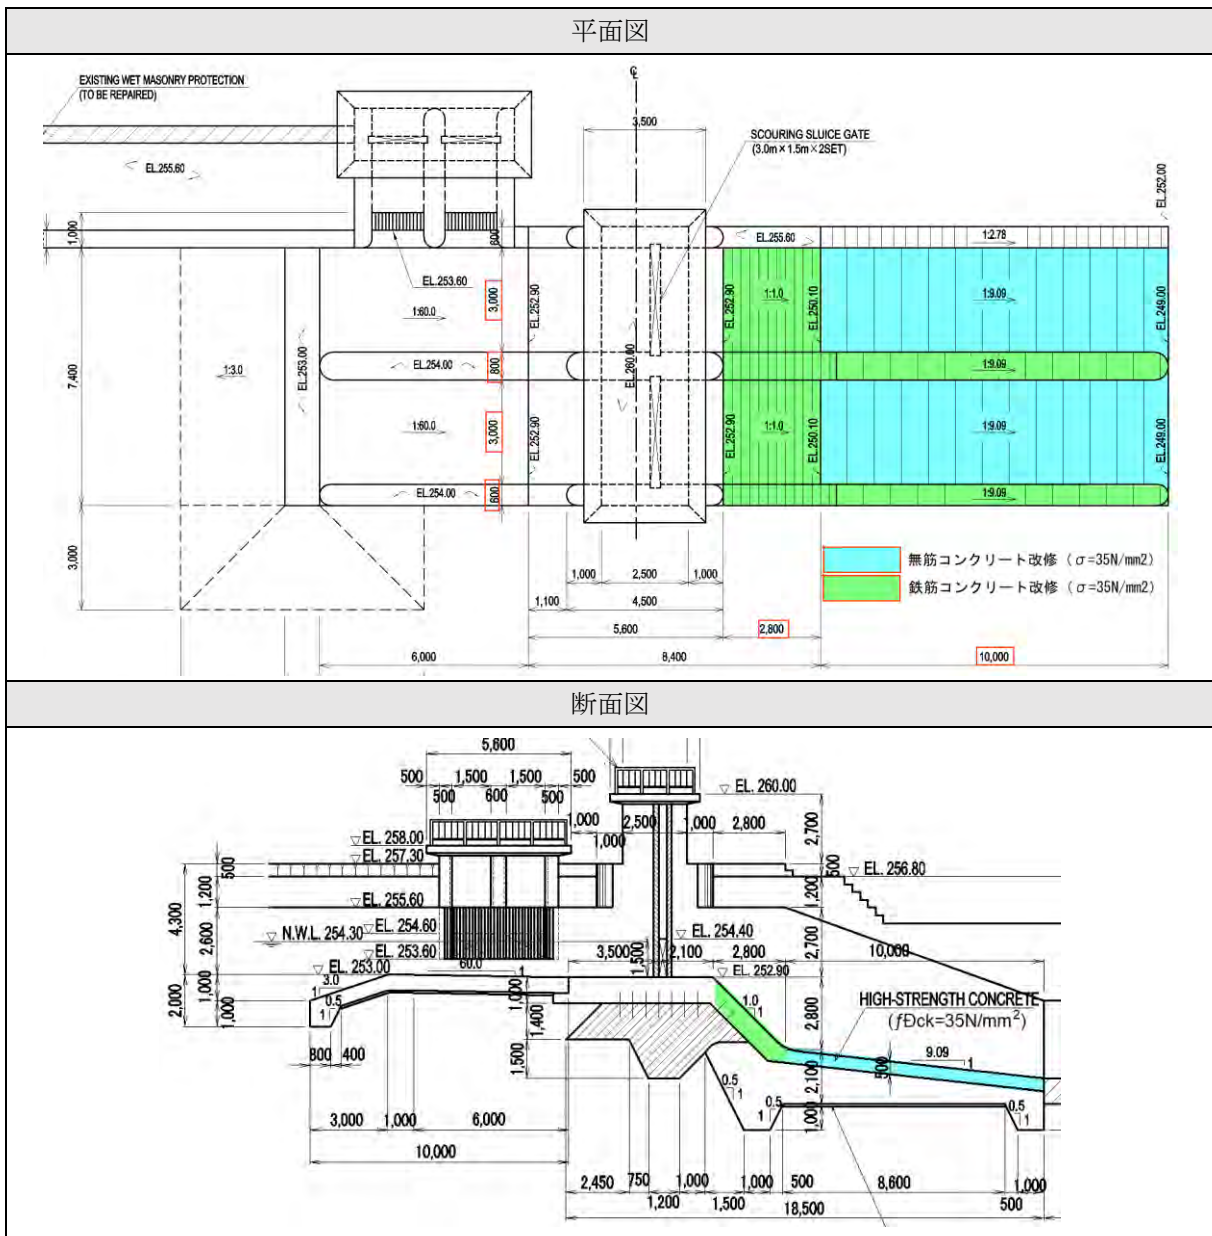 平面図
EXISTING WET MASONRY PROTECTION
(TO BE REPAIRED)
EL.255.60
℄
3,500
SCOURING SLUICE GATE
(3.0m×1.5m×2SET)
EL.252.00
1,000
600
EL.253.60
EL.255.60
1:2.78
7,400
1:3.0
EL.253.00
1:60.0
3,000
EL.252.90
EL.260.00
EL.252.90
1:1.0
EL.250.10
1:9.09
EL.249.00
EL.254.00
800
1:9.09
1:60.0
3,000
EL.252.90
EL.252.90
1:1.0
EL.250.10
1:9.09
EL.249.00
EL.254.00
600
1:9.09
3,000
1,000
2,500
1,000
1,100
4,500
5,600
2,800
6,000
8,400
10,000
無筋コンクリート改修（σ=35N/mm2）
鉄筋コンクリート改修（σ=35N/mm2）
断面図
5,600
500
1,500
1,500
500
500
600
500
EL. 260.00
1,000
2,500
1,000
2,800
1,000
2,700
EL. 258.00
EL. 257.30
500
500
EL. 256.80
1,200
1,200
EL. 255.60
4,300
2,600
N.W.L. 254.30
EL. 254.60
EL. 254.40
2,700
EL. 253.60
3,500
2,100
2,800
10,000
1,500
EL. 253.00
60.0
1
EL. 252.90
2,000
1,000
1,000
3.0
1
0.5
1
1,000
1,400
1.0
1
2,800
HIGH-STRENGTH CONCRETE
(fÐck=35N/mm²)
9.09
1
500
2,100
800
400
1,500
0.5
1
0.5
1
0.5
1
1,000
3,000
1,000
6,000
10,000
2,450
750
1,000
1,000
500
8,600
1,000
1,200
1,500
500
18,500